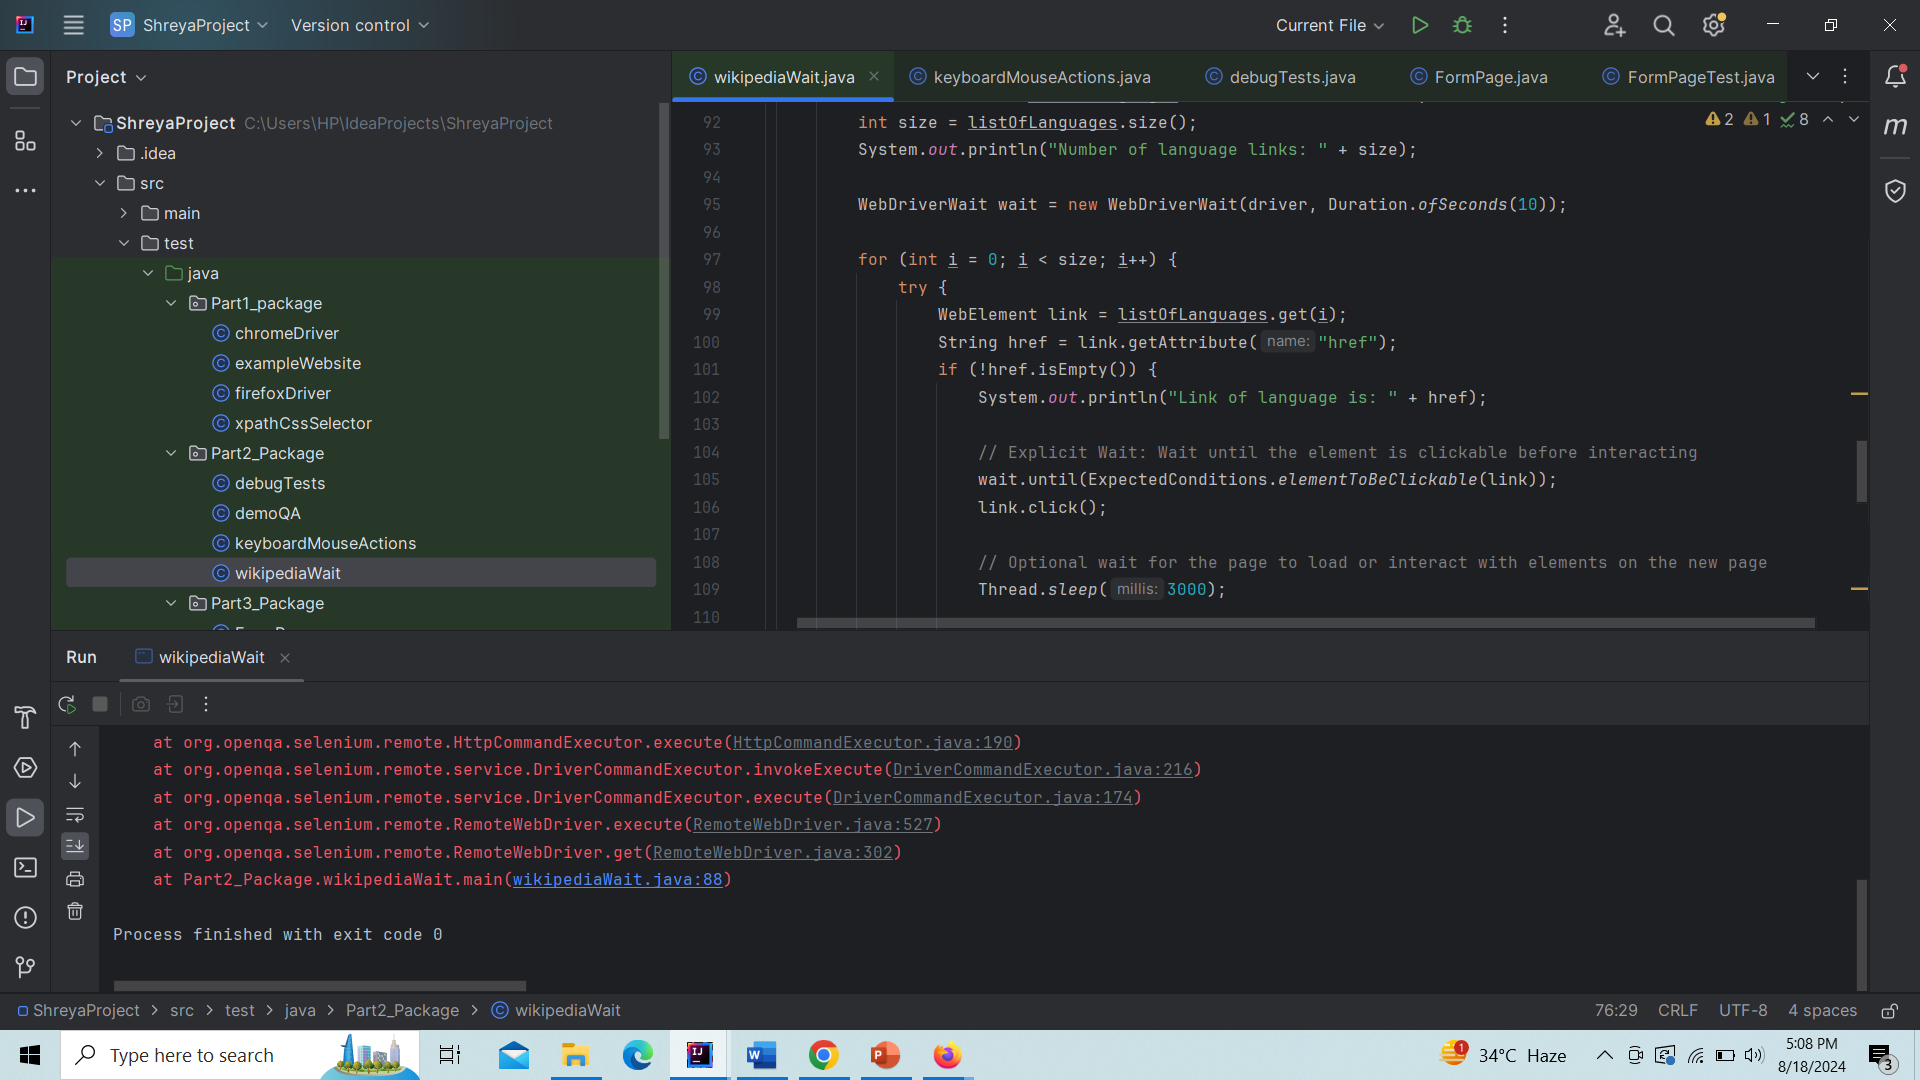 SP ShreyaProject Version control Current File
Project
wikipediaWait.java keyboardMouseActions.java debugTests.java FormPage.java FormPageTest.java
ShreyaProject C:\Users\HP\IdeaProjects\ShreyaProject
.idea
src
main
test
java
Part1_package
chromeDriver
exampleWebsite
firefoxDriver
xpathCssSelector
Part2_Package
debugTests
demoQA
keyboardMouseActions
wikipediaWait
Part3_Package
2 1 8
92 int size = listOfLanguages.size();
93 System.out.println("Number of language links: " + size);
94
95 WebDriverWait wait = new WebDriverWait(driver, Duration.ofSeconds(10));
96
97 for (int i = 0; i < size; i++) {
98 try {
99 WebElement link = listOfLanguages.get(i);
100 String href = link.getAttribute( name: "href");
101 if (!href.isEmpty()) {
102 System.out.println("Link of language is: " + href);
103
104 // Explicit Wait: Wait until the element is clickable before interacting
105 wait.until(ExpectedConditions.elementToBeClickable(link));
106 link.click();
107
108 // Optional wait for the page to load or interact with elements on the new page
109 Thread.sleep( millis: 3000);
110
m
Run wikipediaWait
at org.openqa.selenium.remote.HttpCommandExecutor.execute(HttpCommandExecutor.java:190)
at org.openqa.selenium.remote.service.DriverCommandExecutor.invokeExecute(DriverCommandExecutor.java:216)
at org.openqa.selenium.remote.service.DriverCommandExecutor.execute(DriverCommandExecutor.java:174)
at org.openqa.selenium.remote.RemoteWebDriver.execute(RemoteWebDriver.java:527)
at org.openqa.selenium.remote.RemoteWebDriver.get(RemoteWebDriver.java:302)
at Part2_Package.wikipediaWait.main(wikipediaWait.java:88)
Process finished with exit code 0
ShreyaProject > src > test > java > Part2_Package > wikipediaWait 76:29 CRLF UTF-8 4 spaces
Type here to search
1 34°C Haze
5:08 PM
8/18/2024
3